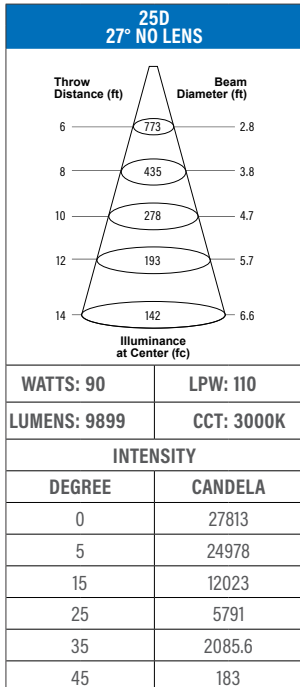 25D
27° NO LENS
Throw Distance (ft) Beam Diameter (ft)
6 773 2.8
8 435 3.8
10 278 4.7
12 193 5.7
14 142 6.6
Illuminance
at Center (fc)
WATTS: 90 LPW: 110
LUMENS: 9899 CCT: 3000K
INTENSITY
DEGREE CANDELA
0 27813
5 24978
15 12023
25 5791
35 2085.6
45 183